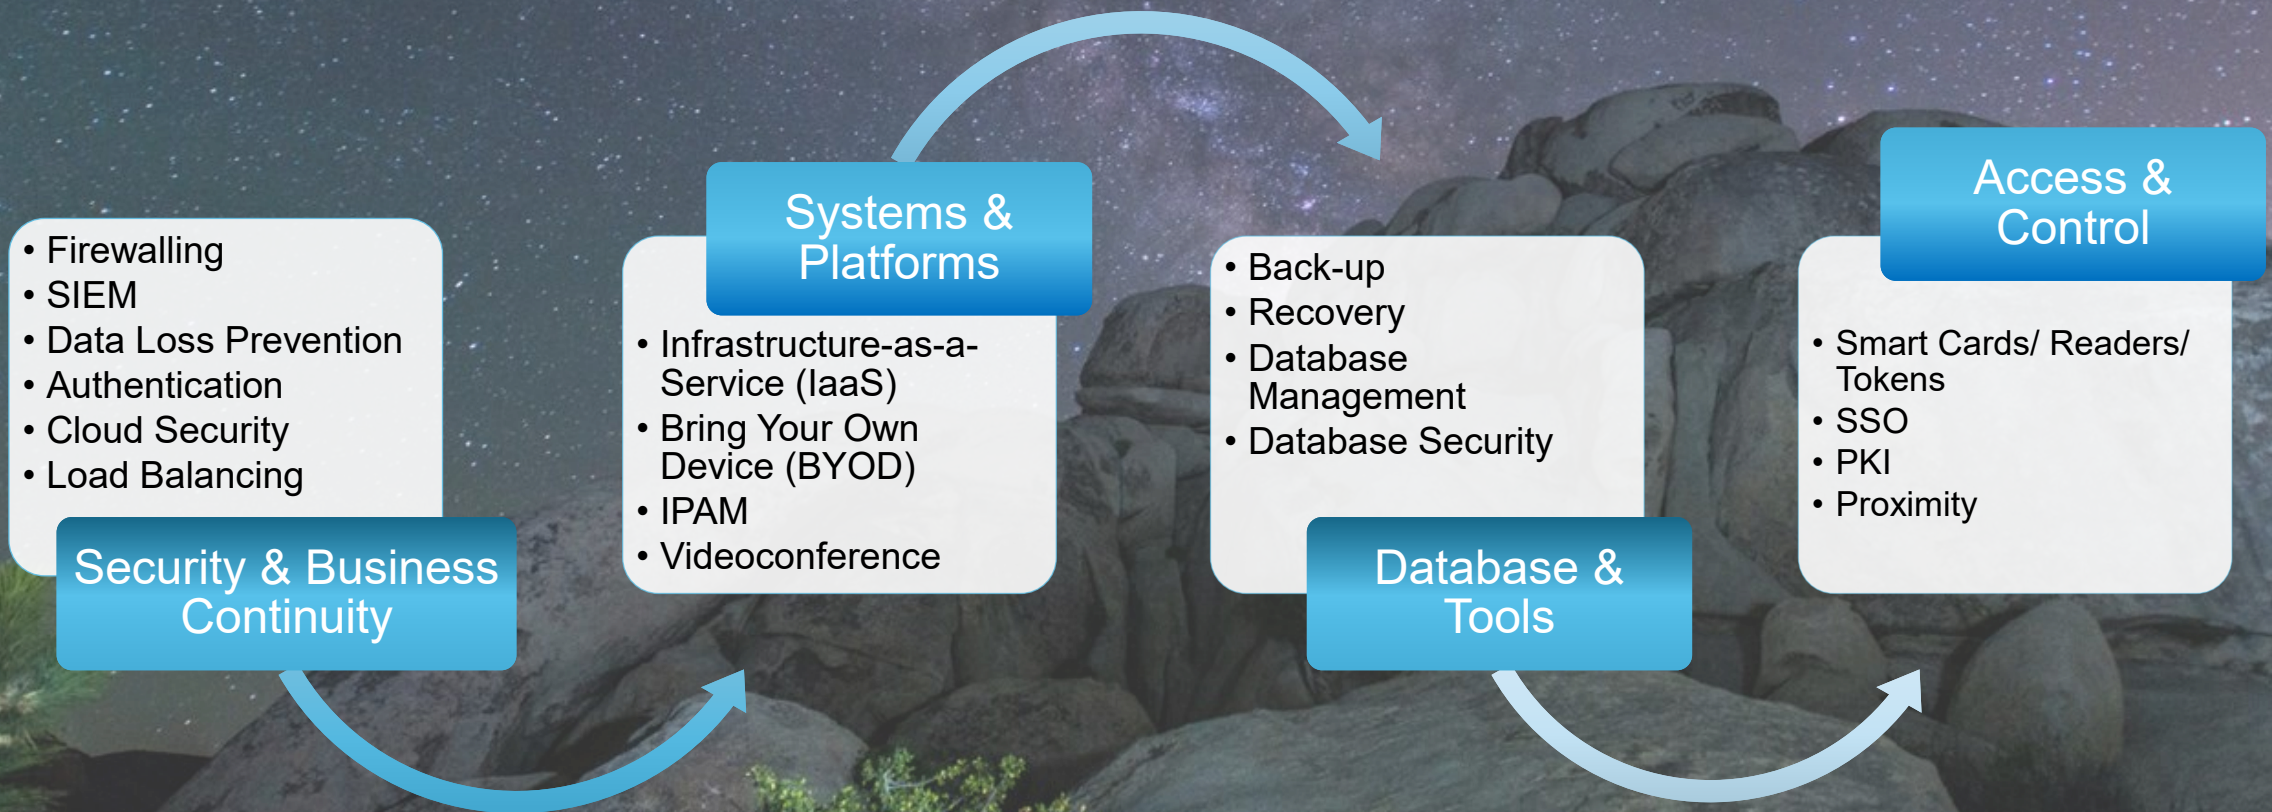 • Firewalling
• SIEM
• Data Loss Prevention
• Authentication
• Cloud Security
• Load Balancing
Security & Business
Continuity
Systems &
Platforms
• Infrastructure-as-a-
Service (IaaS)
• Bring Your Own
Device (BYOD)
• IPAM
• Videoconference
• Back-up
• Recovery
• Database
Management
• Database Security
Database &
Tools
Access &
Control
• Smart Cards/ Readers/
Tokens
• SSO
• PKI
• Proximity